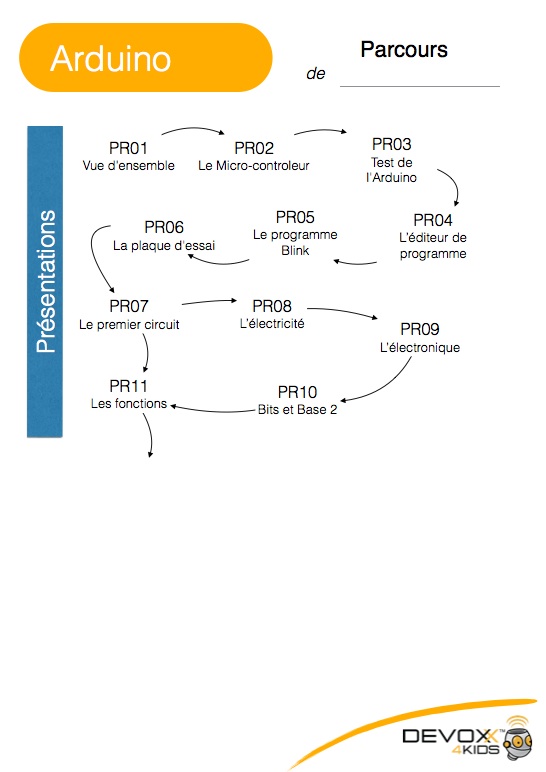 Arduino
Parcours
de
Présentations
PR01
Vue d'ensemble
PR02
Le Micro-controleur
PR03
Test de
l'Arduino
PR04
L'éditeur de
programme
PR05
Le programme
Blink
PR06
La plaque d'essai
PR07
Le premier circuit
PR08
L'électricité
PR09
L'électronique
PR10
Bits et Base 2
PR11
Les fonctions
DEVOXX™
4KIDS